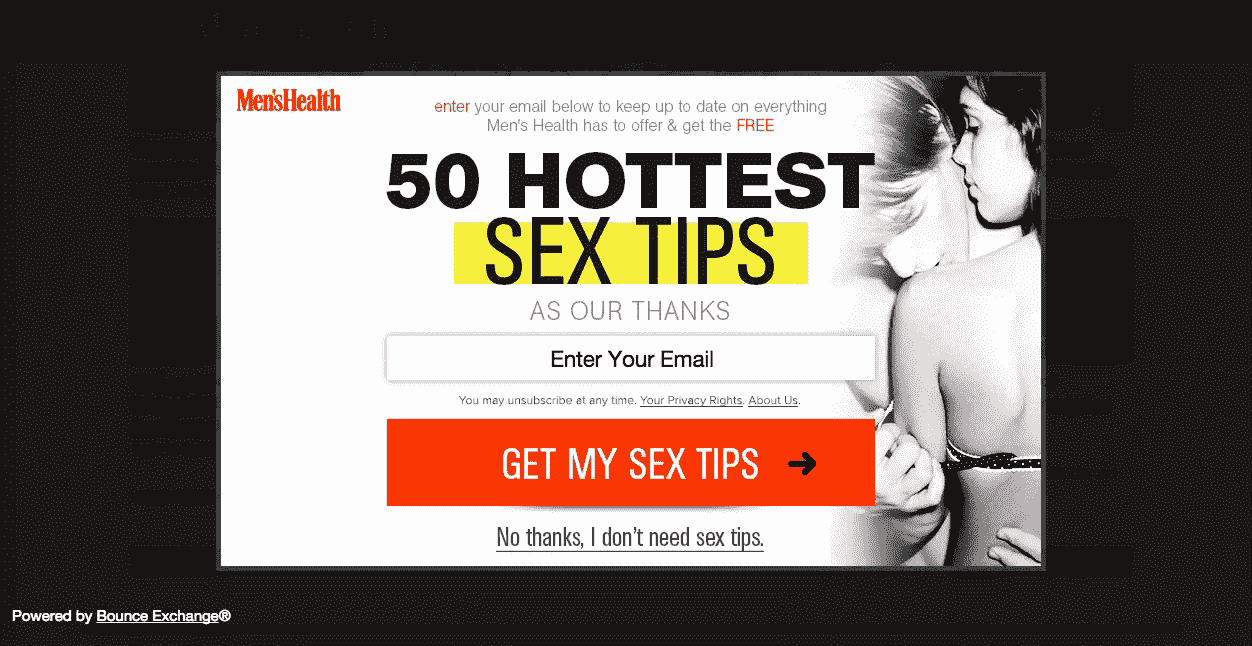 Men'sHealth
enter your email below to keep up to date on everything
Men's Health has to offer & get the FREE
50 HOTTEST
SEX TIPS
AS OUR THANKS
Enter Your Email
You may unsubscribe at any time. Your Privacy Rights. About Us.
GET MY SEX TIPS
No thanks, I don't need sex tips.
Powered by Bounce Exchange®